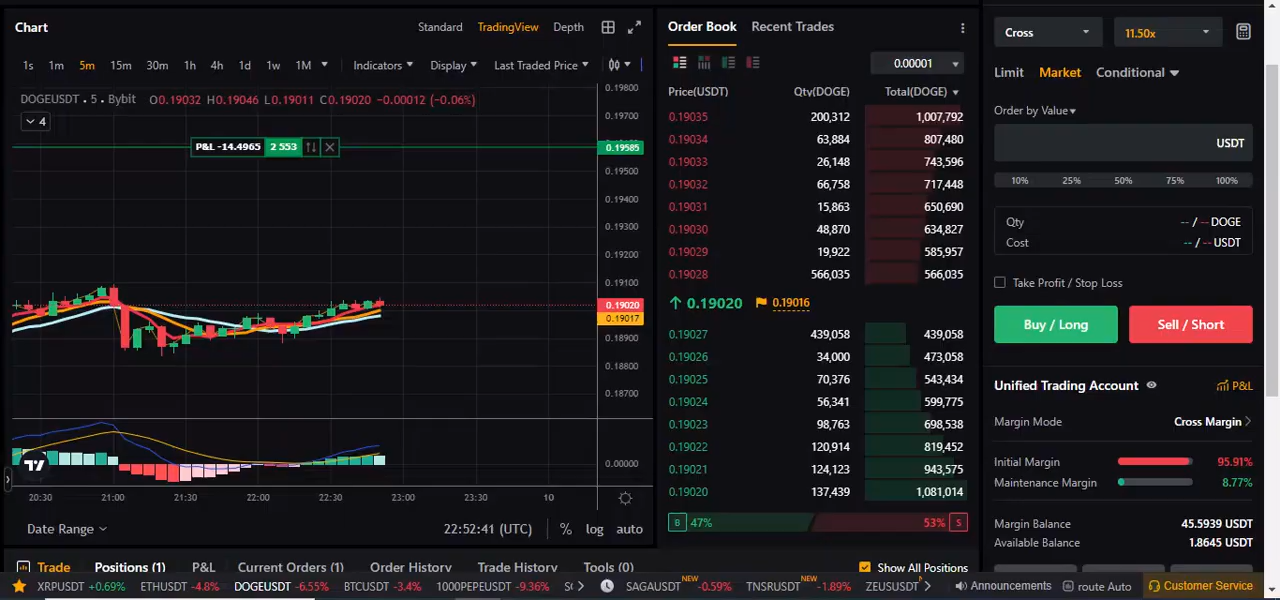 Chart
Standard TradingView Depth
1s 1m 5m 15m 30m 1h 4h 1d 1w 1M Indicators Display Last Traded Price
DOGEUSDT · 5 · Bybit O0.19032 H0.19046 L0.19011 C0.19020 -0.00012 (-0.06%)
4
P&L -14.4965 2 553
0.19800
0.19700
0.19585
0.19500
0.19400
0.19300
0.19200
0.19100
0.19020
0.19017
0.18900
0.18800
0.18700
0.00000
20:30 21:00 21:30 22:00 22:30 23:00 23:30 10
Date Range
22:52:41 (UTC) % log auto
Order Book Recent Trades
0.00001
Price(USDT) Qty(DOGE) Total(DOGE)
0.19035 200,312 1,007,792
0.19034 63,884 807,480
0.19033 26,148 743,596
0.19032 66,758 717,448
0.19031 15,863 650,690
0.19030 48,870 634,827
0.19029 19,922 585,957
0.19028 566,035 566,035
0.19020 0.19016
0.19027 439,058 439,058
0.19026 34,000 473,058
0.19025 70,376 543,434
0.19024 56,341 599,775
0.19023 98,763 698,538
0.19022 120,914 819,452
0.19021 124,123 943,575
0.19020 137,439 1,081,014
B 47% 53% S
Cross 11.50x
Limit Market Conditional
Order by Value
USDT
10% 25% 50% 75% 100%
Qty -- / -- DOGE
Cost -- / -- USDT
Take Profit / Stop Loss
Buy / Long Sell / Short
Unified Trading Account P&L
Margin Mode Cross Margin
Initial Margin 95.91%
Maintenance Margin 8.77%
Margin Balance 45.5939 USDT
Available Balance 1.8645 USDT
Trade Positions (1) P&L Current Orders (1) Order History Trade History Tools (0) Show All Positions
XRPUSDT +0.69% ETHUSDT -4.8% DOGEUSDT -6.55% BTCUSDT -3.4% 1000PEPEUSDT -9.36% SAGAUSDT NEW -0.59% TNSRUSDT NEW -1.89% ZEUSUSDT Announcements route Auto Customer Service